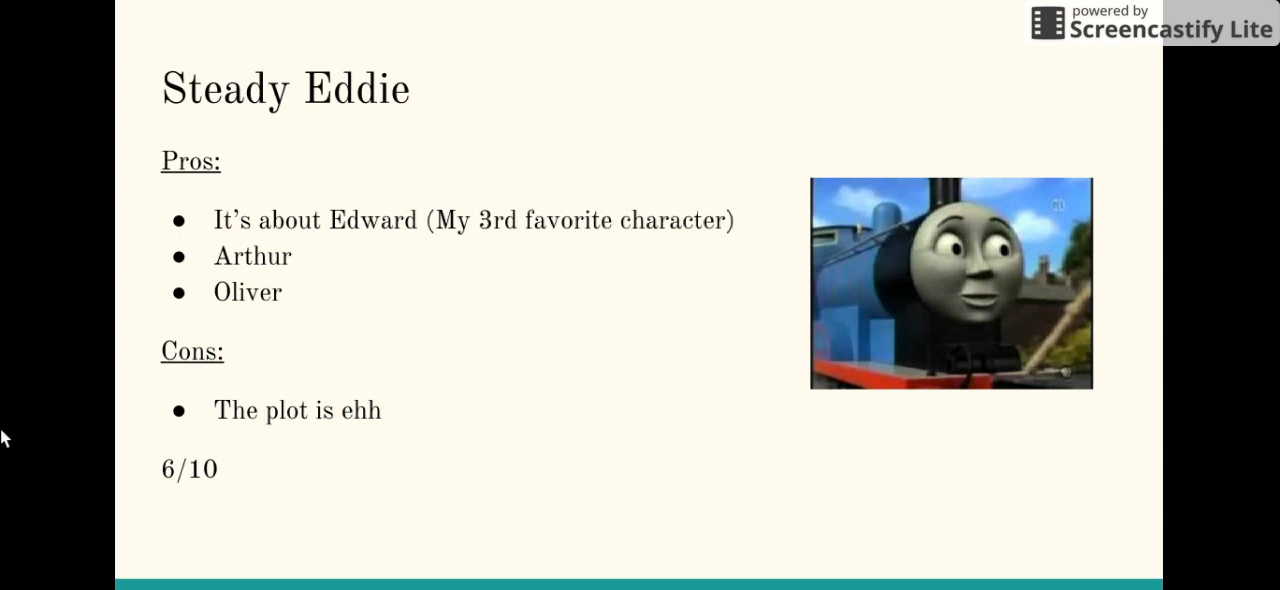 powered by
Screencastify Lite
Steady Eddie
Pros:
● It's about Edward (My 3rd favorite character)
● Arthur
● Oliver
Cons:
● The plot is ehh
6/10